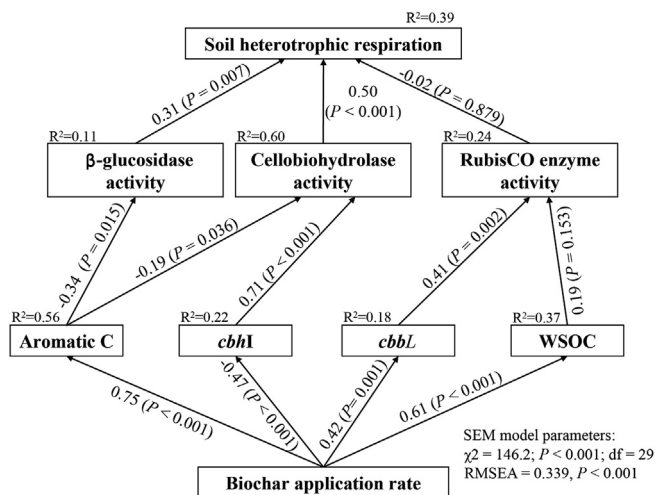 R²=0.39
Soil heterotrophic respiration
0.31 (P = 0.007)
0.50
(P < 0.001)
-0.02 (P = 0.879)
R²=0.11
β-glucosidase
activity
R²=0.60
Cellobiohydrolase
activity
R²=0.24
RubisCO enzyme
activity
-0.34 (P = 0.015)
-0.19 (P = 0.036)
0.71 (P < 0.001)
0.41 (P = 0.002)
0.19 (P = 0.153)
R²=0.56
Aromatic C
R²=0.22
cbhI
R²=0.18
cbbL
R²=0.37
WSOC
0.75 (P < 0.001)
-0.47 (P < 0.001)
0.42 (P= 0.001)
0.61 (P < 0.001)
Biochar application rate
SEM model parameters:
χ2 = 146.2; P < 0.001; df = 29
RMSEA = 0.339, P < 0.001